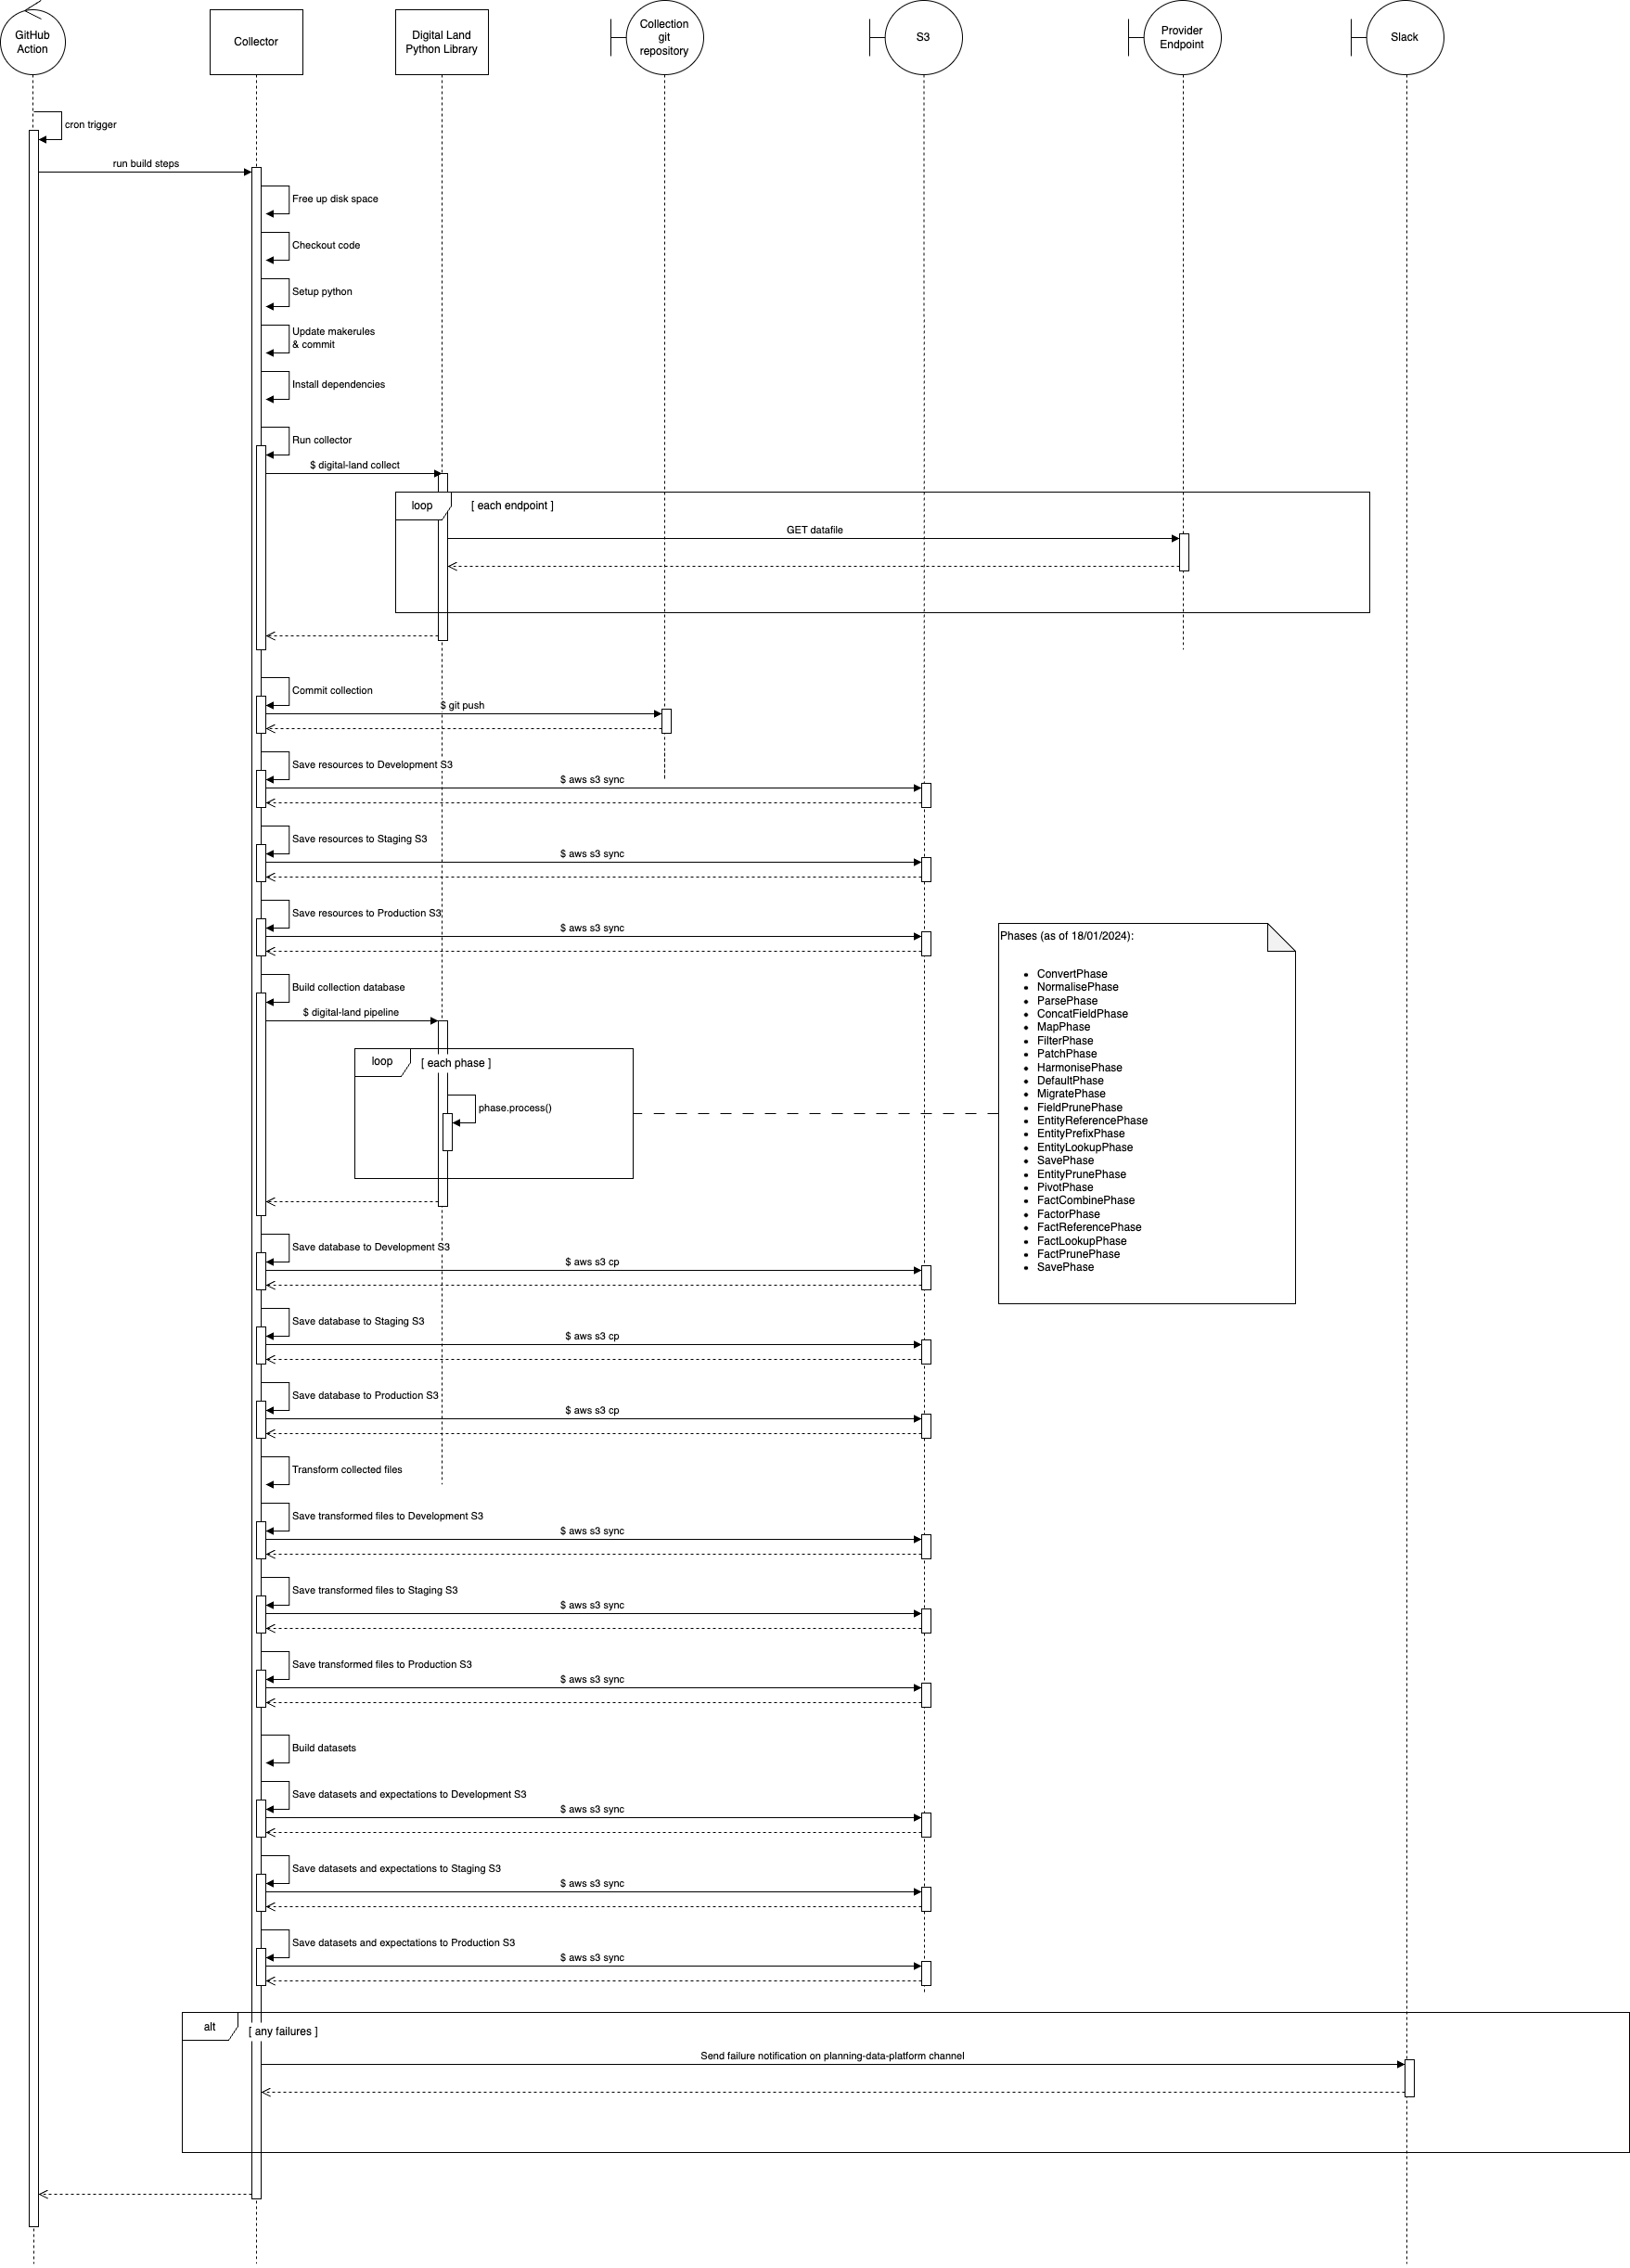 GitHub
Action
Collector
Digital Land
Python Library
Collection
git
repository
S3
Provider
Endpoint
Slack
cron trigger
run build steps
Free up disk space
Checkout code
Setup python
Update makerules
& commit
Install dependencies
Run collector
$ digital-land collect
loop
[ each endpoint ]
GET datafile
Commit collection
$ git push
Save resources to Development S3
$ aws s3 sync
Save resources to Staging S3
$ aws s3 sync
Save resources to Production S3
$ aws s3 sync
Phases (as of 18/01/2024):
• ConvertPhase
• NormalisePhase
• ParsePhase
• ConcatFieldPhase
• MapPhase
• FilterPhase
• PatchPhase
• HarmonisePhase
• DefaultPhase
• MigratePhase
• FieldPrunePhase
• EntityReferencePhase
• EntityPrefixPhase
• EntityLookupPhase
• SavePhase
• EntityPrunePhase
• PivotPhase
• FactCombinePhase
• FactorPhase
• FactReferencePhase
• FactLookupPhase
• FactPrunePhase
• SavePhase
Build collection database
$ digital-land pipeline
loop
[ each phase ]
phase.process()
Save database to Development S3
$ aws s3 cp
Save database to Staging S3
$ aws s3 cp
Save database to Production S3
$ aws s3 cp
Transform collected files
Save transformed files to Development S3
$ aws s3 sync
Save transformed files to Staging S3
$ aws s3 sync
Save transformed files to Production S3
$ aws s3 sync
Build datasets
Save datasets and expectations to Development S3
$ aws s3 sync
Save datasets and expectations to Staging S3
$ aws s3 sync
Save datasets and expectations to Production S3
$ aws s3 sync
alt
[ any failures ]
Send failure notification on planning-data-platform channel